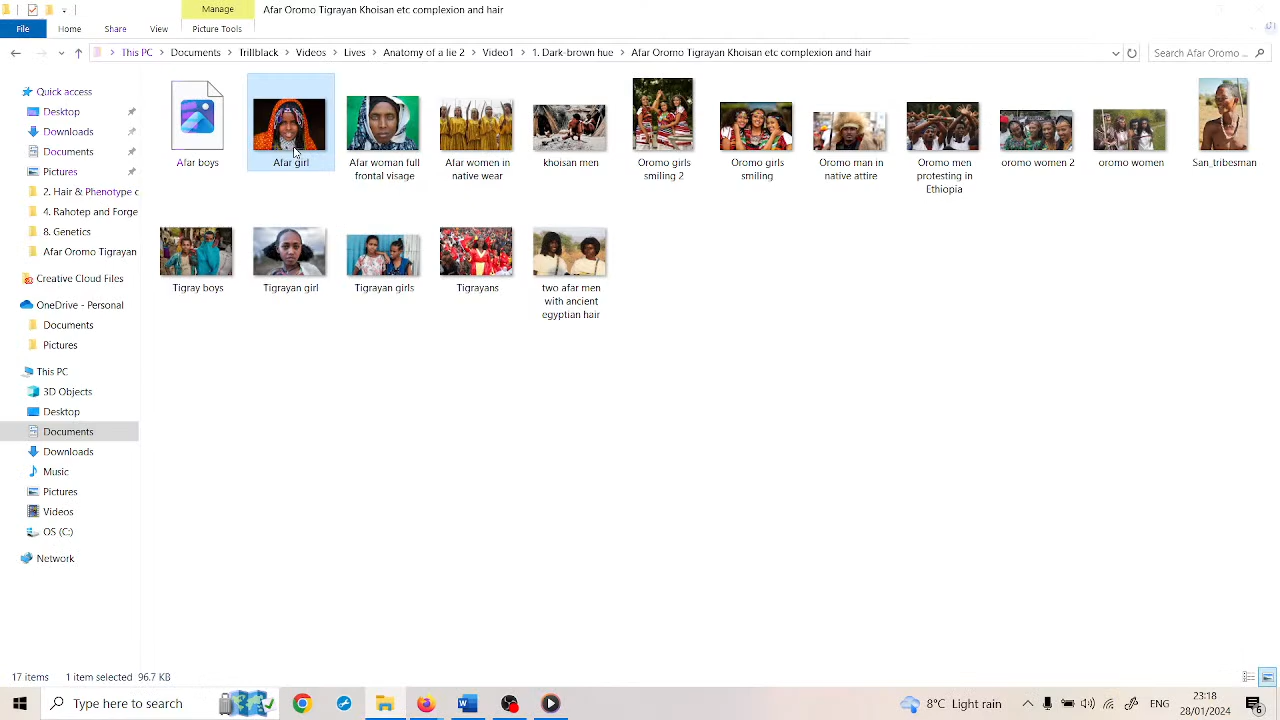 Manage
Afar Oromo Tigrayan Khoisan etc complexion and hair
File
Home
Share
View
Picture Tools
This PC
Documents
Trillblack
Videos
Lives
Anatomy of a lie 2
Video1
1. Dark-brown hue
Afar Oromo Tigrayan Khoisan etc complexion and hair
Search Afar Oromo ...
Quick access
Desktop
Downloads
Documents
Pictures
2. Hair & Phenotype c
4. Rahotep and Forge
8. Genetics
Afar Oromo Tigrayan
Creative Cloud Files
OneDrive - Personal
Documents
Pictures
This PC
3D Objects
Desktop
Documents
Downloads
Music
Pictures
Videos
OS (C:)
Network
Afar boys
Afar girl
Afar woman full
frontal visage
Afar women in
native wear
khoisan men
Oromo girls
smiling 2
Oromo girls
smiling
Oromo man in
native attire
Oromo men
protesting in
Ethiopia
oromo women 2
oromo women
San_tribesman
Tigray boys
Tigrayan girl
Tigrayan girls
Tigrayans
two afar men
with ancient
egyptian hair
17 items
1 item selected
96.7 KB
Type here to search
8°C Light rain
ENG
23:18
28/01/2024
6